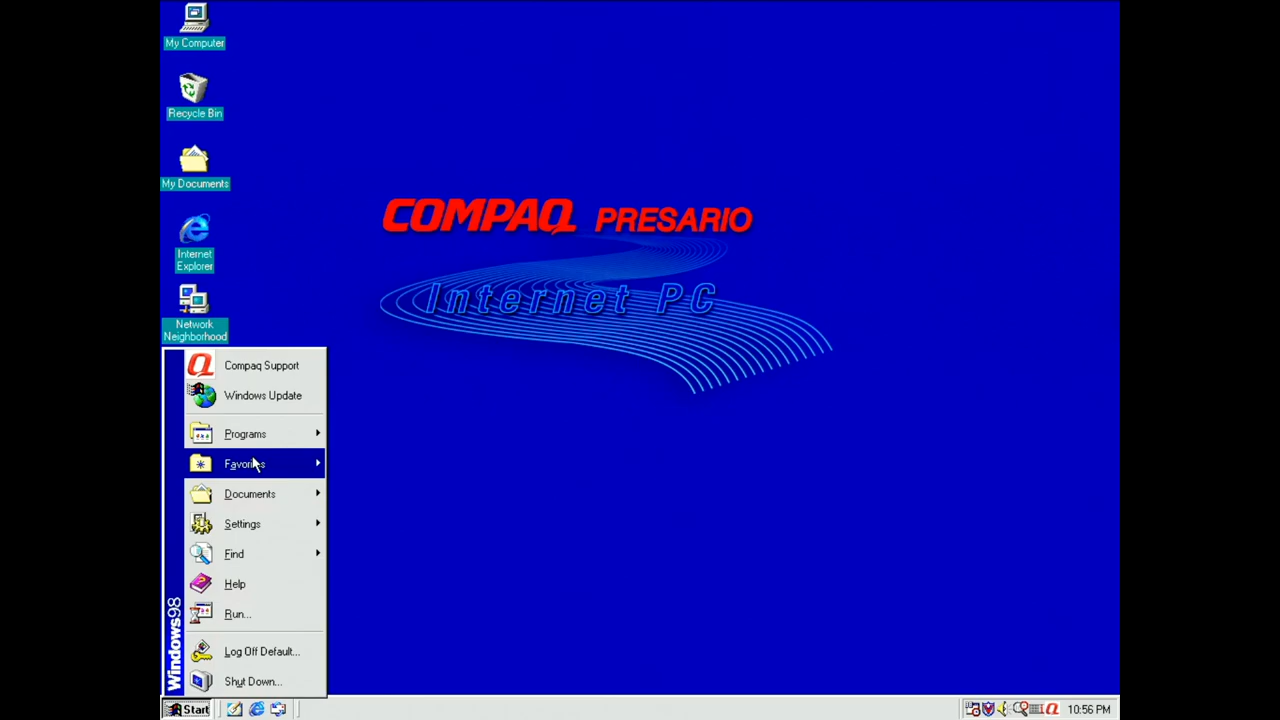 My Computer
Recycle Bin
My Documents
Internet
Explorer
Network
Neighborhood
COMPAQ PRESARIO
Internet PC
Compaq Support
Windows Update
Programs
Favorites
Documents
Settings
Find
Help
Run...
Log Off Default...
Shut Down...
Windows98
Start
10:56 PM